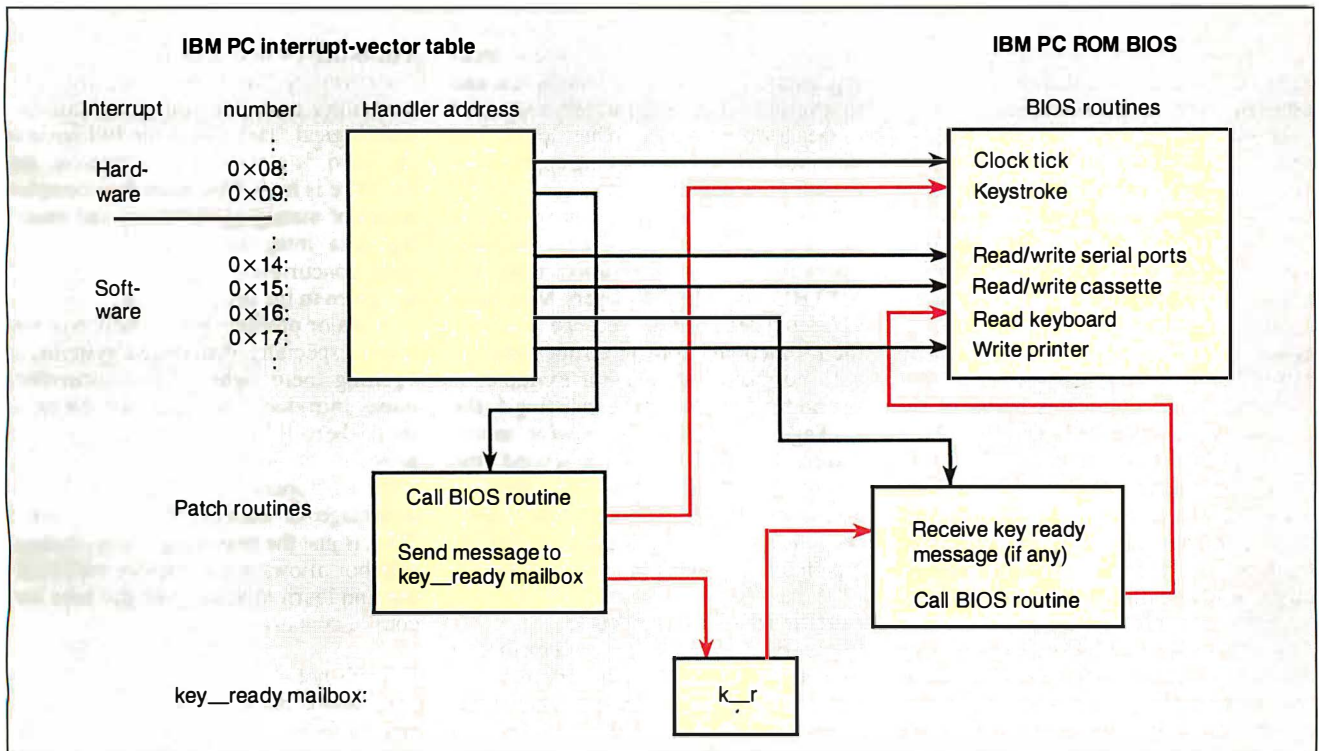 IBM PC interrupt-vector table
IBM PC ROM BIOS
Interrupt number Handler address
BIOS routines
Hard-
ware
0×08:
0×09:
Soft-
ware
0×14:
0×15:
0×16:
0×17:
Clock tick
Keystroke
Read/write serial ports
Read/write cassette
Read keyboard
Write printer
Patch routines
Call BIOS routine
Send message to
key__ready mailbox
Receive key ready
message (if any)
Call BIOS routine
key__ready mailbox:
k__r